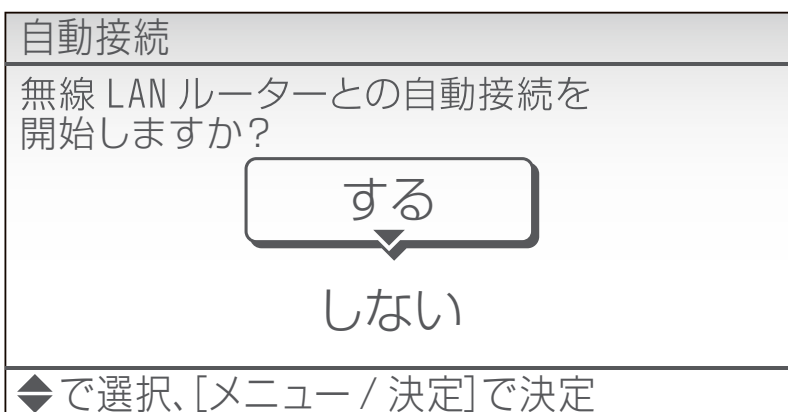 自動接続
無線 LAN ルーターとの自動接続を
開始しますか?
する
しない
◆で選択、[メニュー / 決定]で決定